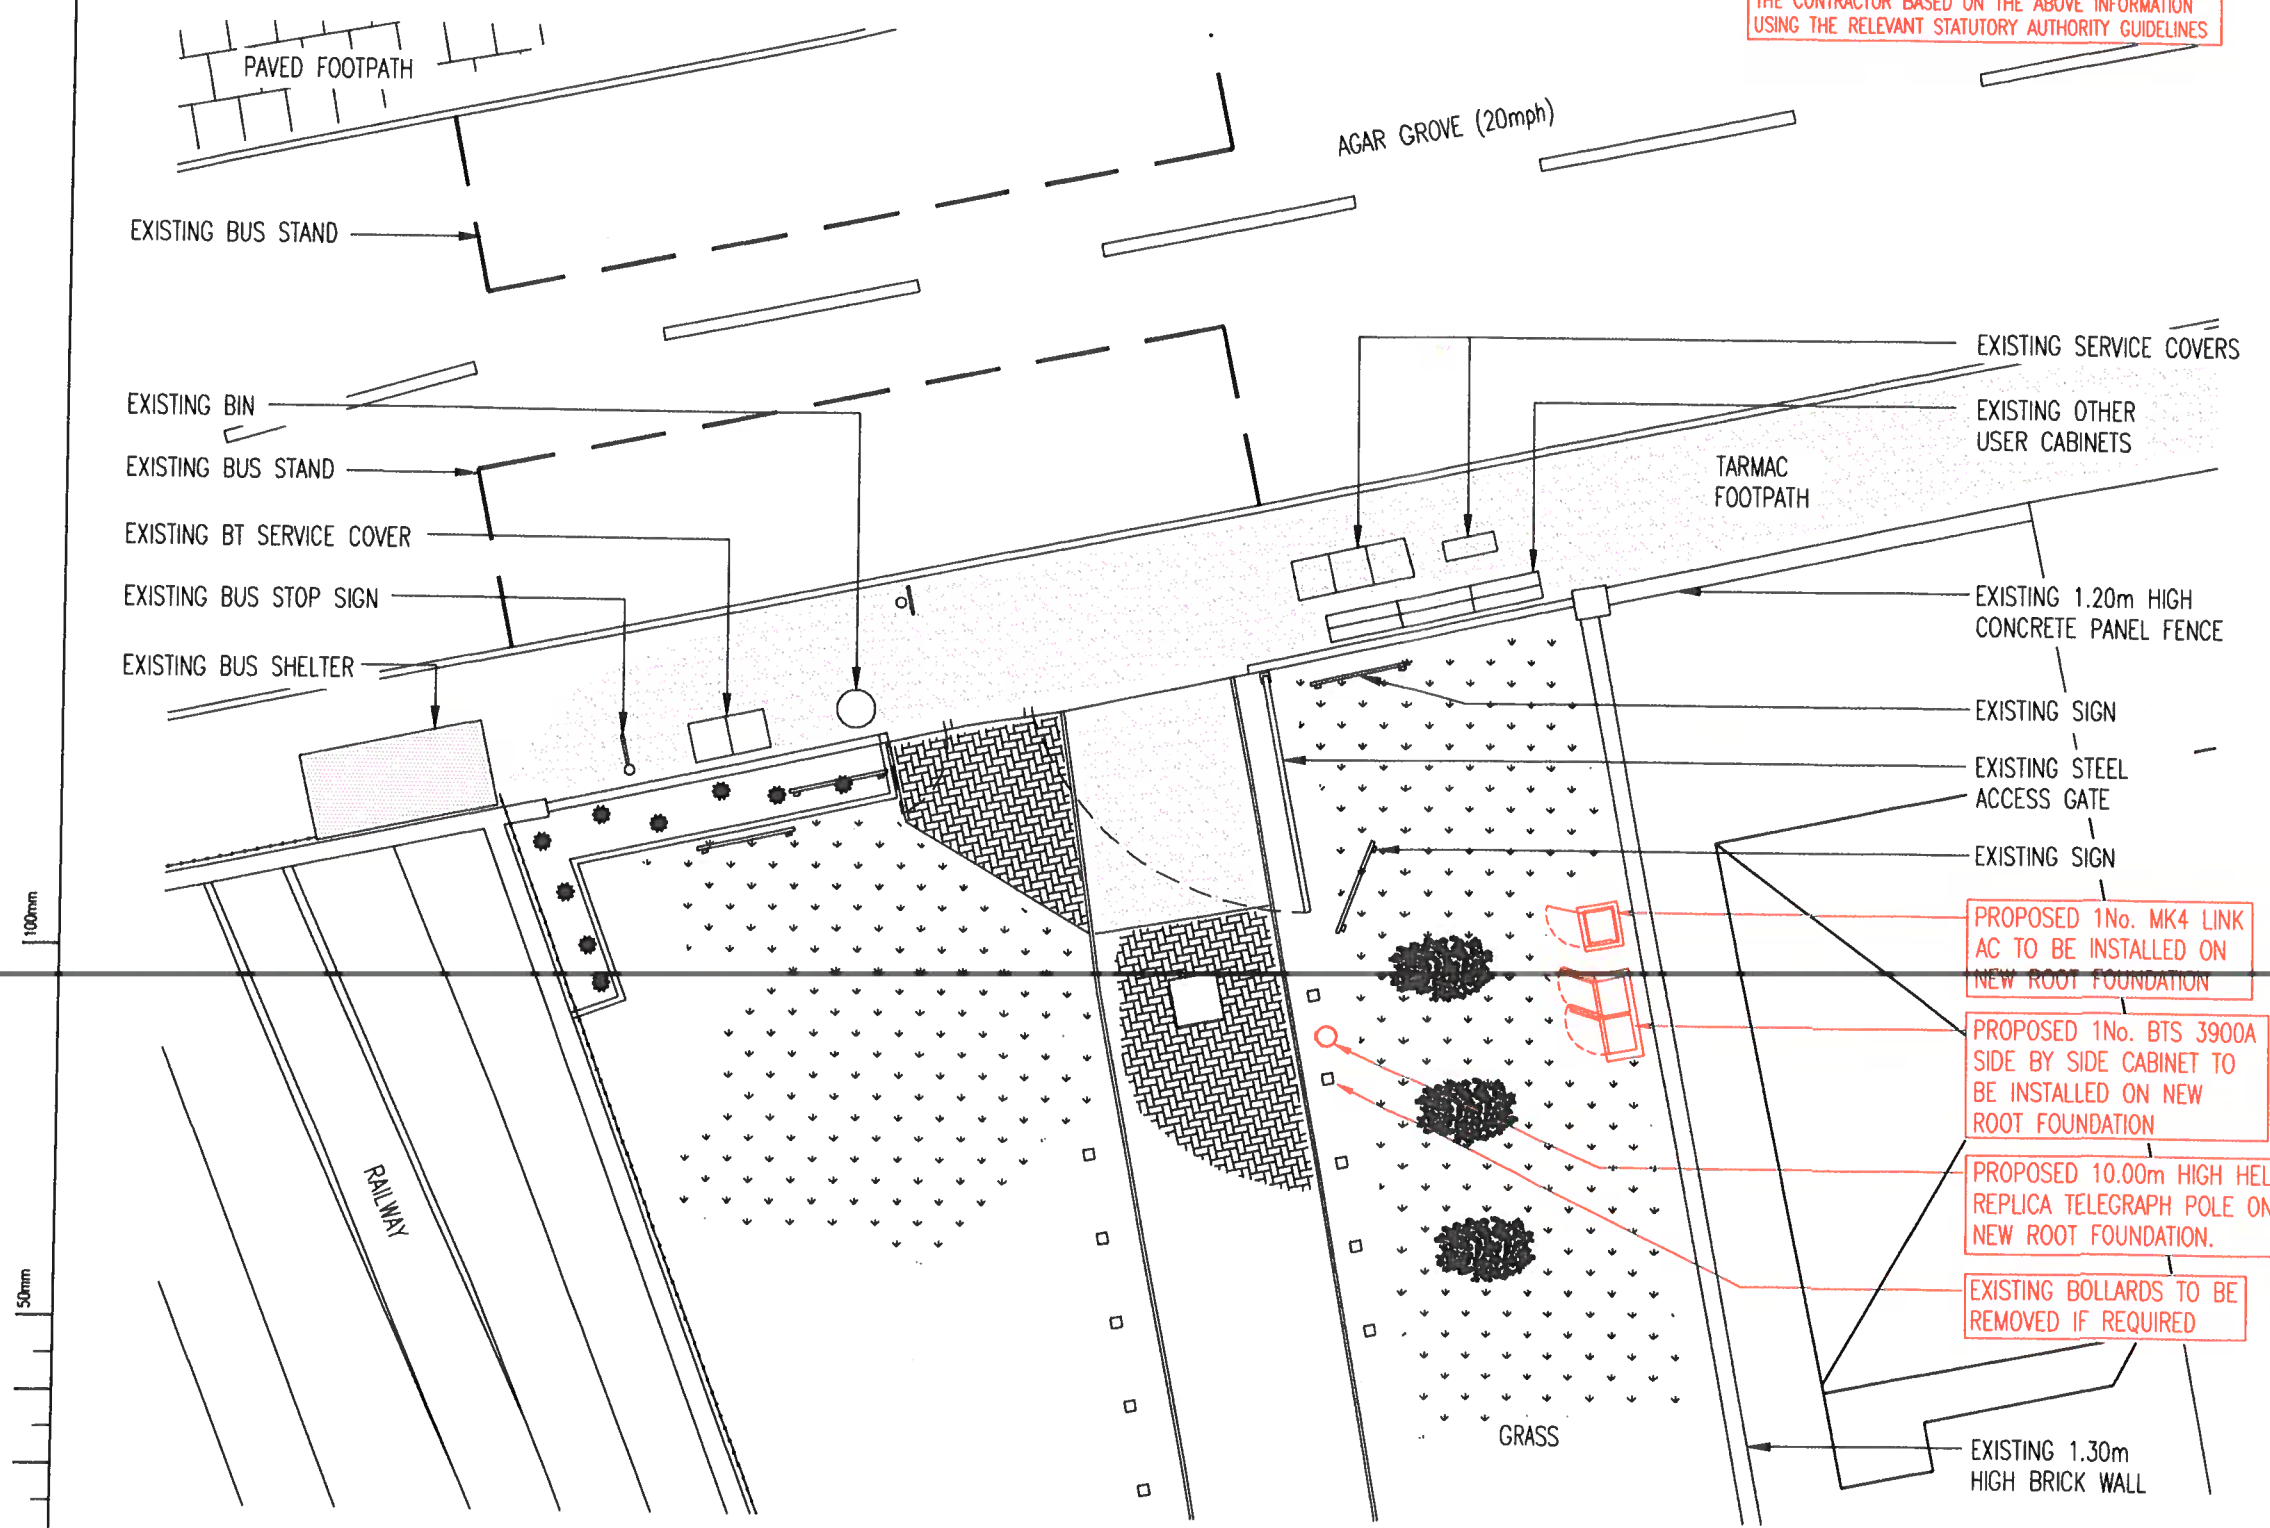 THE CONTRACTOR BASED ON THE ABOVE INFORMATION
USING THE RELEVANT STATUTORY AUTHORITY GUIDELINES
PAVED FOOTPATH
AGAR GROVE (20mph)
EXISTING BUS STAND
EXISTING BIN
EXISTING BUS STAND
EXISTING BT SERVICE COVER
EXISTING BUS STOP SIGN
EXISTING BUS SHELTER
EXISTING SERVICE COVERS
EXISTING OTHER
USER CABINETS
TARMAC
FOOTPATH
EXISTING 1.20m HIGH
CONCRETE PANEL FENCE
EXISTING SIGN
EXISTING STEEL
ACCESS GATE
EXISTING SIGN
PROPOSED 1No. MK4 LINK
AC TO BE INSTALLED ON
NEW ROOT FOUNDATION
PROPOSED 1No. BTS 3900A
SIDE BY SIDE CABINET TO
BE INSTALLED ON NEW
ROOT FOUNDATION
PROPOSED 10.00m HIGH HEL
REPLICA TELEGRAPH POLE ON
NEW ROOT FOUNDATION.
EXISTING BOLLARDS TO BE
REMOVED IF REQUIRED
EXISTING 1.30m
HIGH BRICK WALL
GRASS
RAILWAY
100mm
50mm